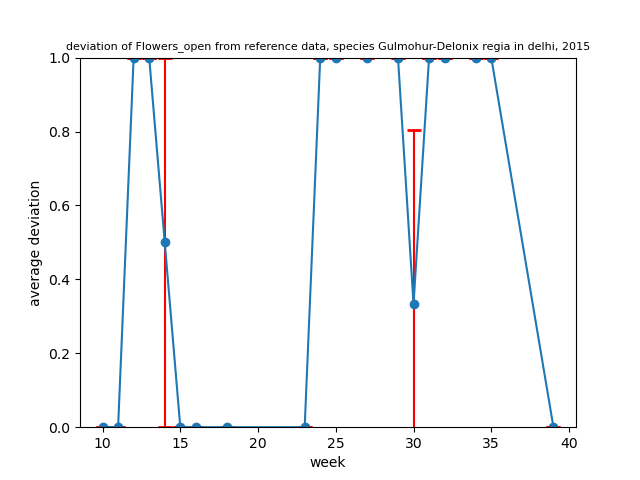 deviation of Flowers_open from reference data, species Gulmohur-Delonix regia in delhi, 2015
1.0
0.8
0.6
0.4
0.2
0.0
average deviation
10 15 20 25 30 35 40
week